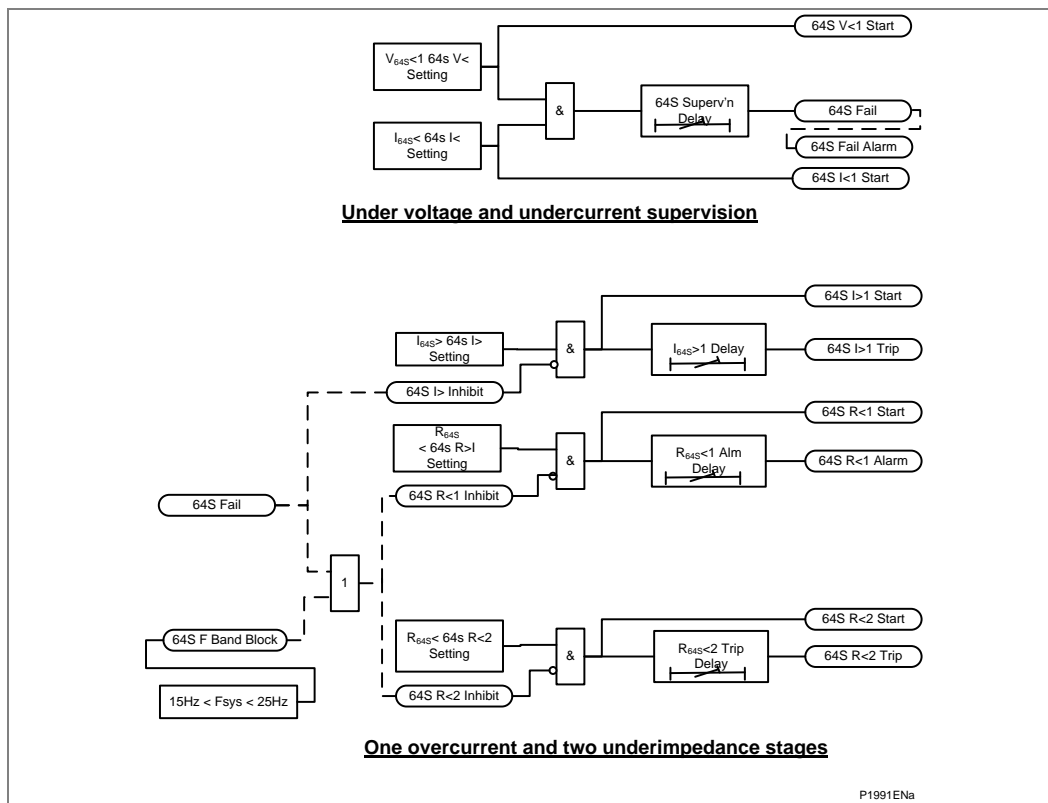 64S V<1 Start
V64S<1 64s V<
Setting
&
64S Superv'n
Delay
64S Fail
I64S< 64s I<
Setting
64S Fail Alarm
64S I<1 Start
Under voltage and undercurrent supervision
64S I>1 Start
I64S> 64s I>
Setting
&
I64S>1 Delay
64S I>1 Trip
64S I> Inhibit
64S R<1 Start
R64S
< 64s R>I
Setting
&
R64S<1 Alm
Delay
64S R<1 Alarm
64S R<1 Inhibit
64S Fail
1
64S R<2 Start
64S F Band Block
R64S< 64s R<2
Setting
&
R64S<2 Trip
Delay
64S R<2 Trip
15Hz < Fsys < 25Hz
64S R<2 Inhibit
One overcurrent and two underimpedance stages
P1991ENa